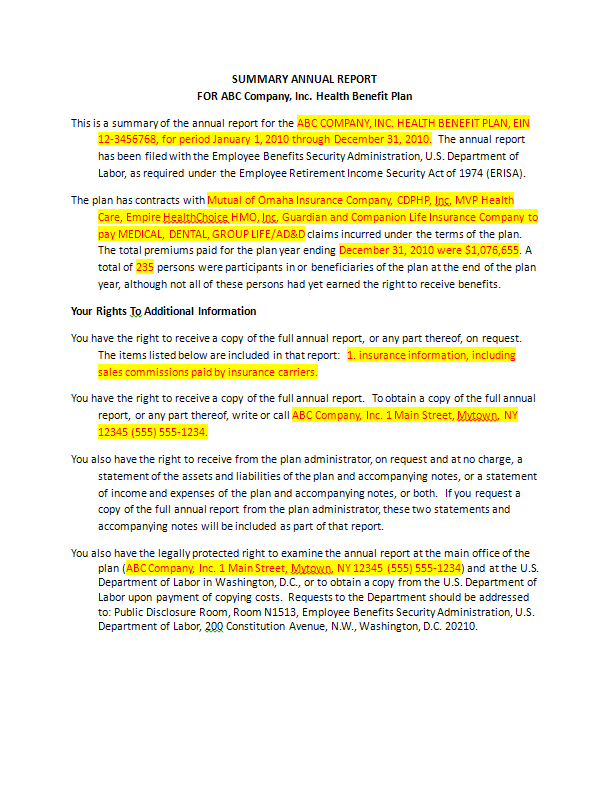 SUMMARY ANNUAL REPORT
FOR ABC Company, Inc. Health Benefit Plan
This is a summary of the annual report for the ABC COMPANY, INC. HEALTH BENEFIT PLAN, EIN
12-3456768, for period January 1, 2010 through December 31, 2010. The annual report
has been filed with the Employee Benefits Security Administration, U.S. Department of
Labor, as required under the Employee Retirement Income Security Act of 1974 (ERISA).
The plan has contracts with Mutual of Omaha Insurance Company, CDPHP, Inc, MVP Health
Care, Empire HealthChoice HMO, Inc, Guardian and Companion Life Insurance Company to
pay MEDICAL, DENTAL, GROUP LIFE/AD&D claims incurred under the terms of the plan.
The total premiums paid for the plan year ending December 31, 2010 were $1,076,655. A
total of 235 persons were participants in or beneficiaries of the plan at the end of the plan
year, although not all of these persons had yet earned the right to receive benefits.
Your Rights To Additional Information
You have the right to receive a copy of the full annual report, or any part thereof, on request.
The items listed below are included in that report: 1. insurance information, including
sales commissions paid by insurance carriers.
You have the right to receive a copy of the full annual report. To obtain a copy of the full annual
report, or any part thereof, write or call ABC Company, Inc. 1 Main Street, Mytown, NY
12345 (555) 555-1234.
You also have the right to receive from the plan administrator, on request and at no charge, a
statement of the assets and liabilities of the plan and accompanying notes, or a statement
of income and expenses of the plan and accompanying notes, or both. If you request a
copy of the full annual report from the plan administrator, these two statements and
accompanying notes will be included as part of that report.
You also have the legally protected right to examine the annual report at the main office of the
plan (ABC Company, Inc. 1 Main Street, Mytown, NY 12345 (555) 555-1234) and at the U.S.
Department of Labor in Washington, D.C., or to obtain a copy from the U.S. Department of
Labor upon payment of copying costs. Requests to the Department should be addressed
to: Public Disclosure Room, Room N1513, Employee Benefits Security Administration, U.S.
Department of Labor, 200 Constitution Avenue, N.W., Washington, D.C. 20210.